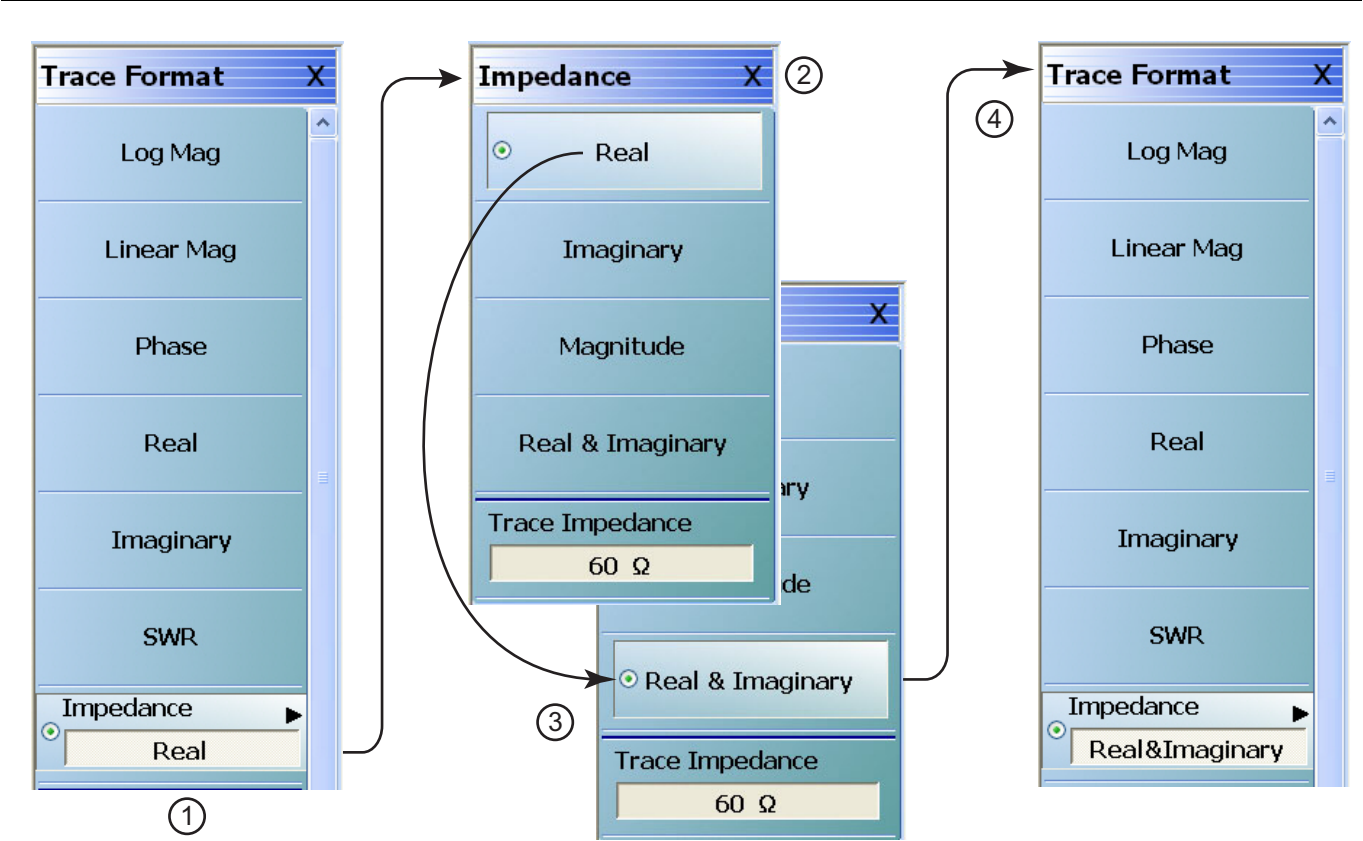 Trace Format X
Log Mag
Linear Mag
Phase
Real
Imaginary
SWR
Impedance
Real
1
Impedance X
2
Real
Imaginary
Magnitude
Real & Imaginary
Trace Impedance
60 Ω
X
ary
de
Real & Imaginary
3
Trace Impedance
60 Ω
Trace Format X
4
Log Mag
Linear Mag
Phase
Real
Imaginary
SWR
Impedance
Real&Imaginary